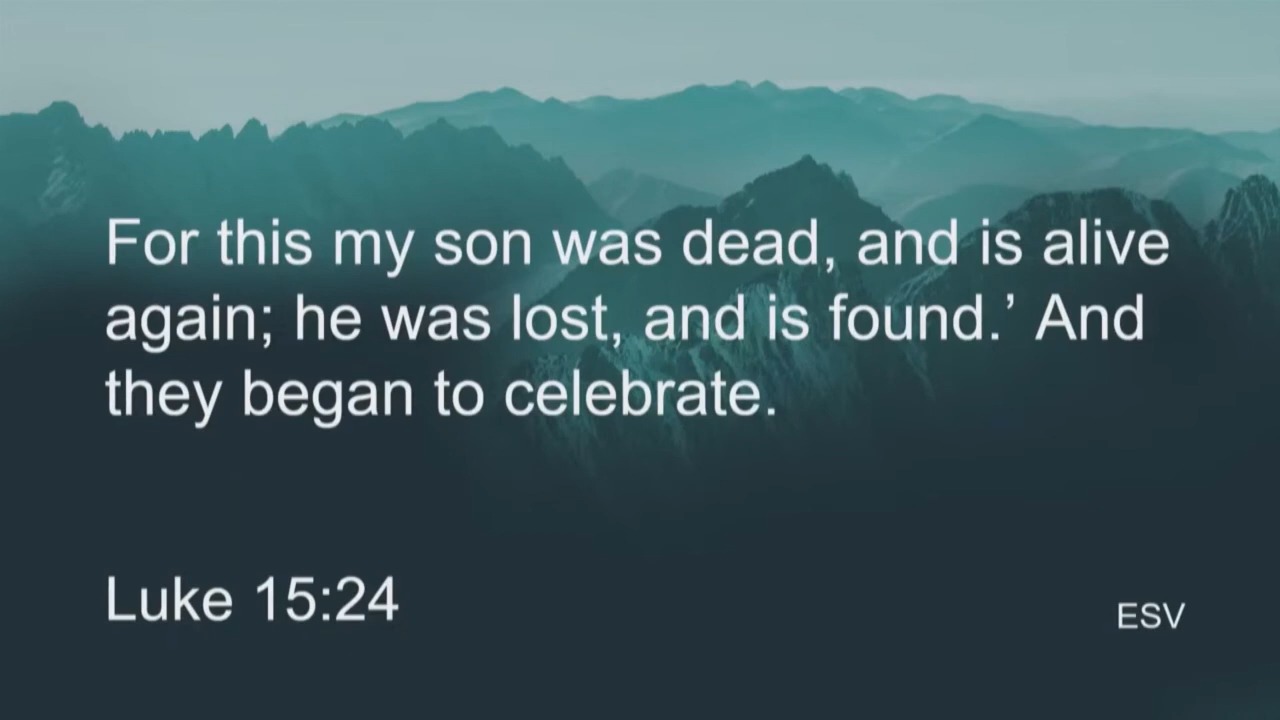 For this my son was dead, and is alive
again; he was lost, and is found.’ And
they began to celebrate.
Luke 15:24
ESV